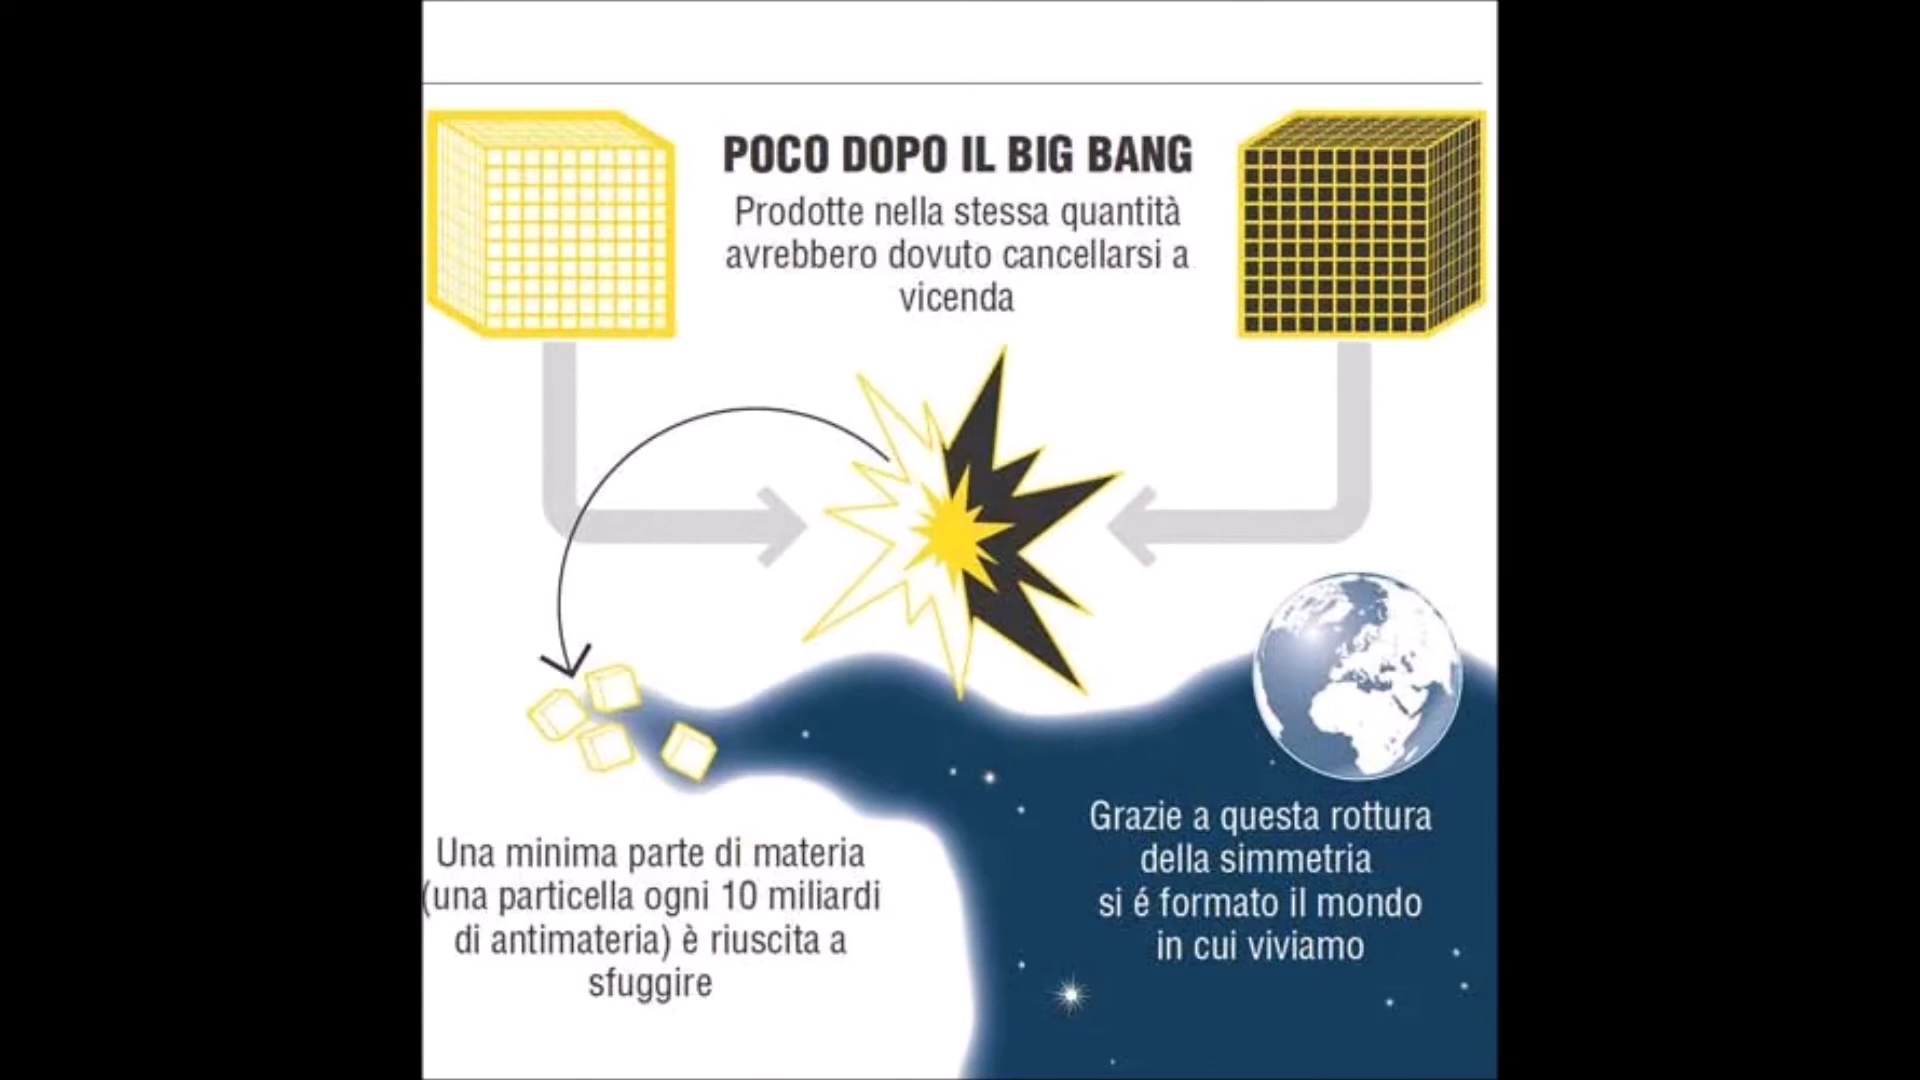 POCO DOPO IL BIG BANG
Prodotte nella stessa quantità
avrebbero dovuto cancellarsi a
vicenda
Una minima parte di materia
(una particella ogni 10 miliardi
di antimateria) è riuscita a
sfuggire
Grazie a questa rottura
della simmetria
si é formato il mondo
in cui viviamo